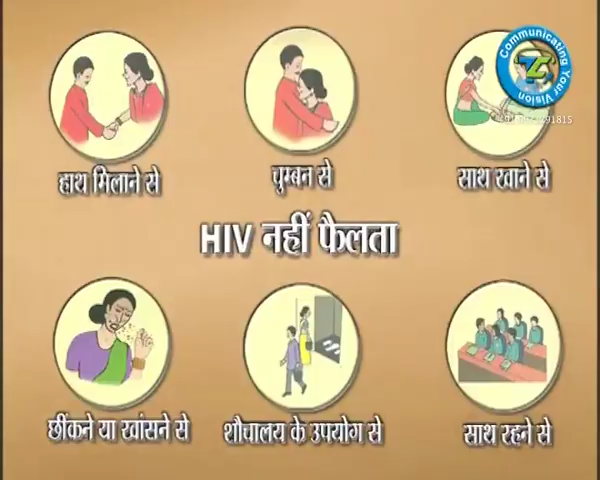 Communicating Your Vision
हाथ मिलाने से
चुम्बन से
साथ खाने से
HIV नहीं फैलता
छींकने या खांसने से
शौचालय के उपयोग से
साथ रहने से